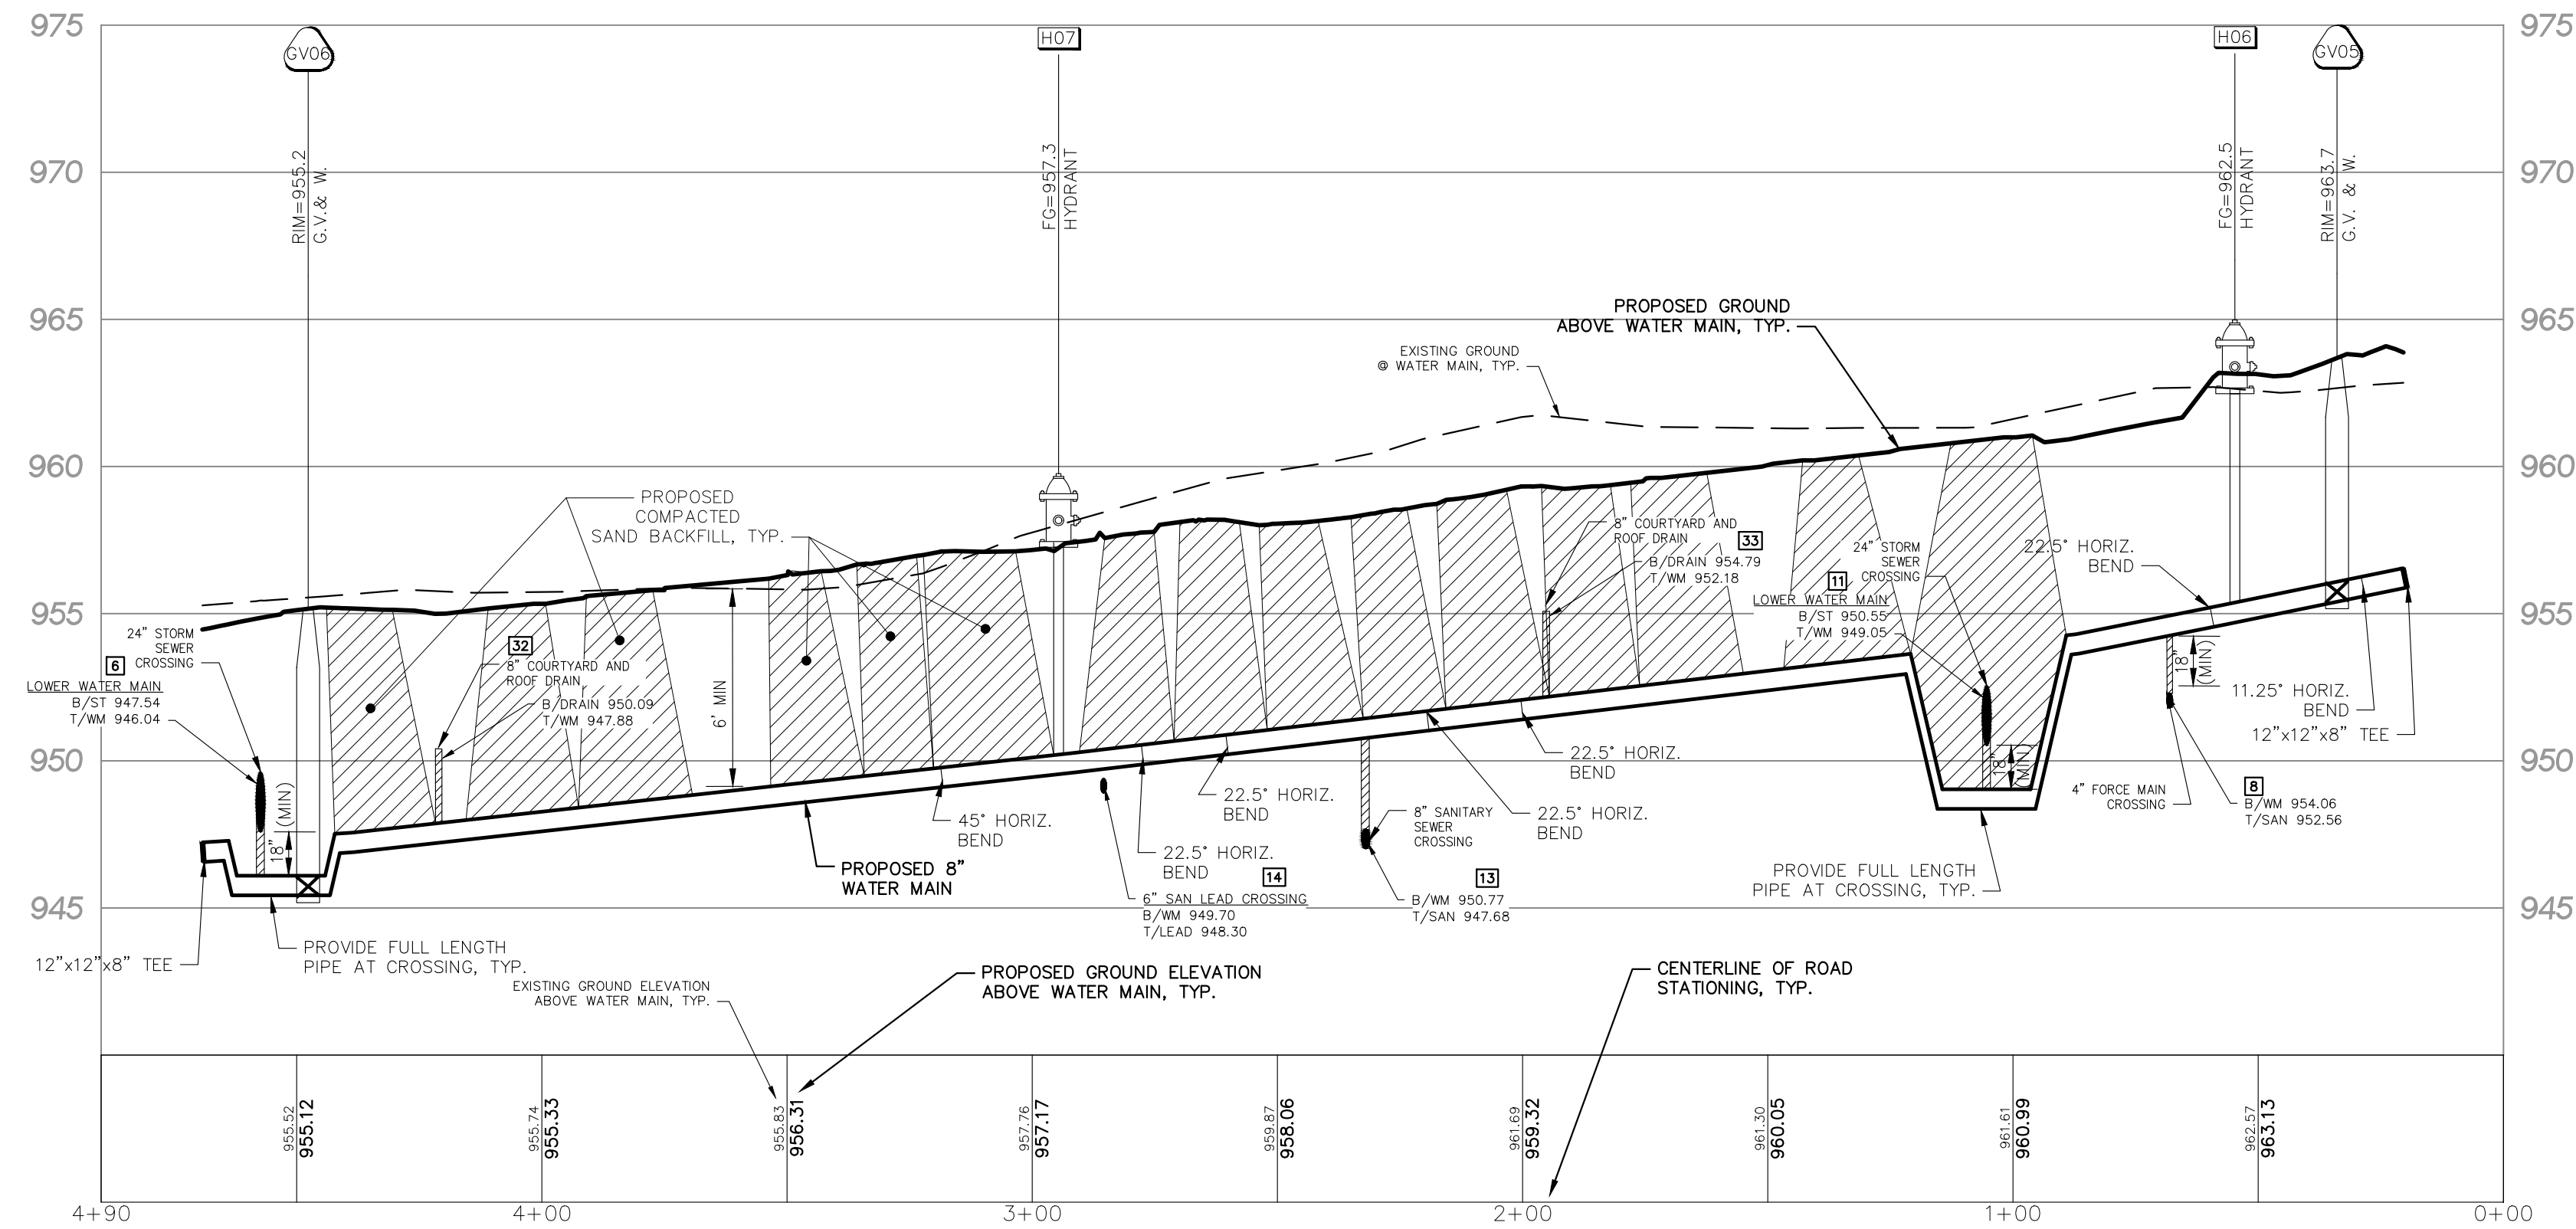 975
975
GV06
H07
H06
GV05
RIM=955.2
G.V.& W.
FG=957.3
HYDRANT
FG=962.5
HYDRANT
RIM=963.7
G.V. & W.
970
970
965
965
PROPOSED GROUND
ABOVE WATER MAIN, TYP.
EXISTING GROUND
@ WATER MAIN, TYP.
960
960
PROPOSED
COMPACTED
SAND BACKFILL, TYP.
8" COURTYARD AND
ROOF DRAIN
33
B/DRAIN 954.79
T/WM 952.18
24" STORM
SEWER
CROSSING
11
LOWER WATER MAIN
B/ST 950.55
T/WM 949.05
22.5° HORIZ.
BEND
955
955
24" STORM
SEWER
CROSSING
6
LOWER WATER MAIN
B/ST 947.54
T/WM 946.04
32
8" COURTYARD AND
ROOF DRAIN
B/DRAIN 950.09
T/WM 947.88
6' MIN
18"
(MIN)
11.25° HORIZ.
BEND
12"x12"x8" TEE
950
950
22.5° HORIZ.
BEND
18"
(MIN)
18"
(MIN)
4" FORCE MAIN
CROSSING
8
B/WM 954.06
T/SAN 952.56
45° HORIZ.
BEND
22.5° HORIZ.
BEND
22.5° HORIZ.
BEND
8" SANITARY
SEWER
CROSSING
22.5° HORIZ.
BEND
PROPOSED 8"
WATER MAIN
14
6" SAN LEAD CROSSING
B/WM 949.70
T/LEAD 948.30
13
B/WM 950.77
T/SAN 947.68
PROVIDE FULL LENGTH
PIPE AT CROSSING, TYP.
945
945
12"x12"x8" TEE
PROVIDE FULL LENGTH
PIPE AT CROSSING, TYP.
EXISTING GROUND ELEVATION
ABOVE WATER MAIN, TYP.
PROPOSED GROUND ELEVATION
ABOVE WATER MAIN, TYP.
CENTERLINE OF ROAD
STATIONING, TYP.
955.52
955.12
955.74
955.33
955.83
956.31
957.76
957.17
959.87
958.06
961.69
959.32
961.30
960.05
961.61
960.99
962.57
963.13
4+90
4+00
3+00
2+00
1+00
0+00